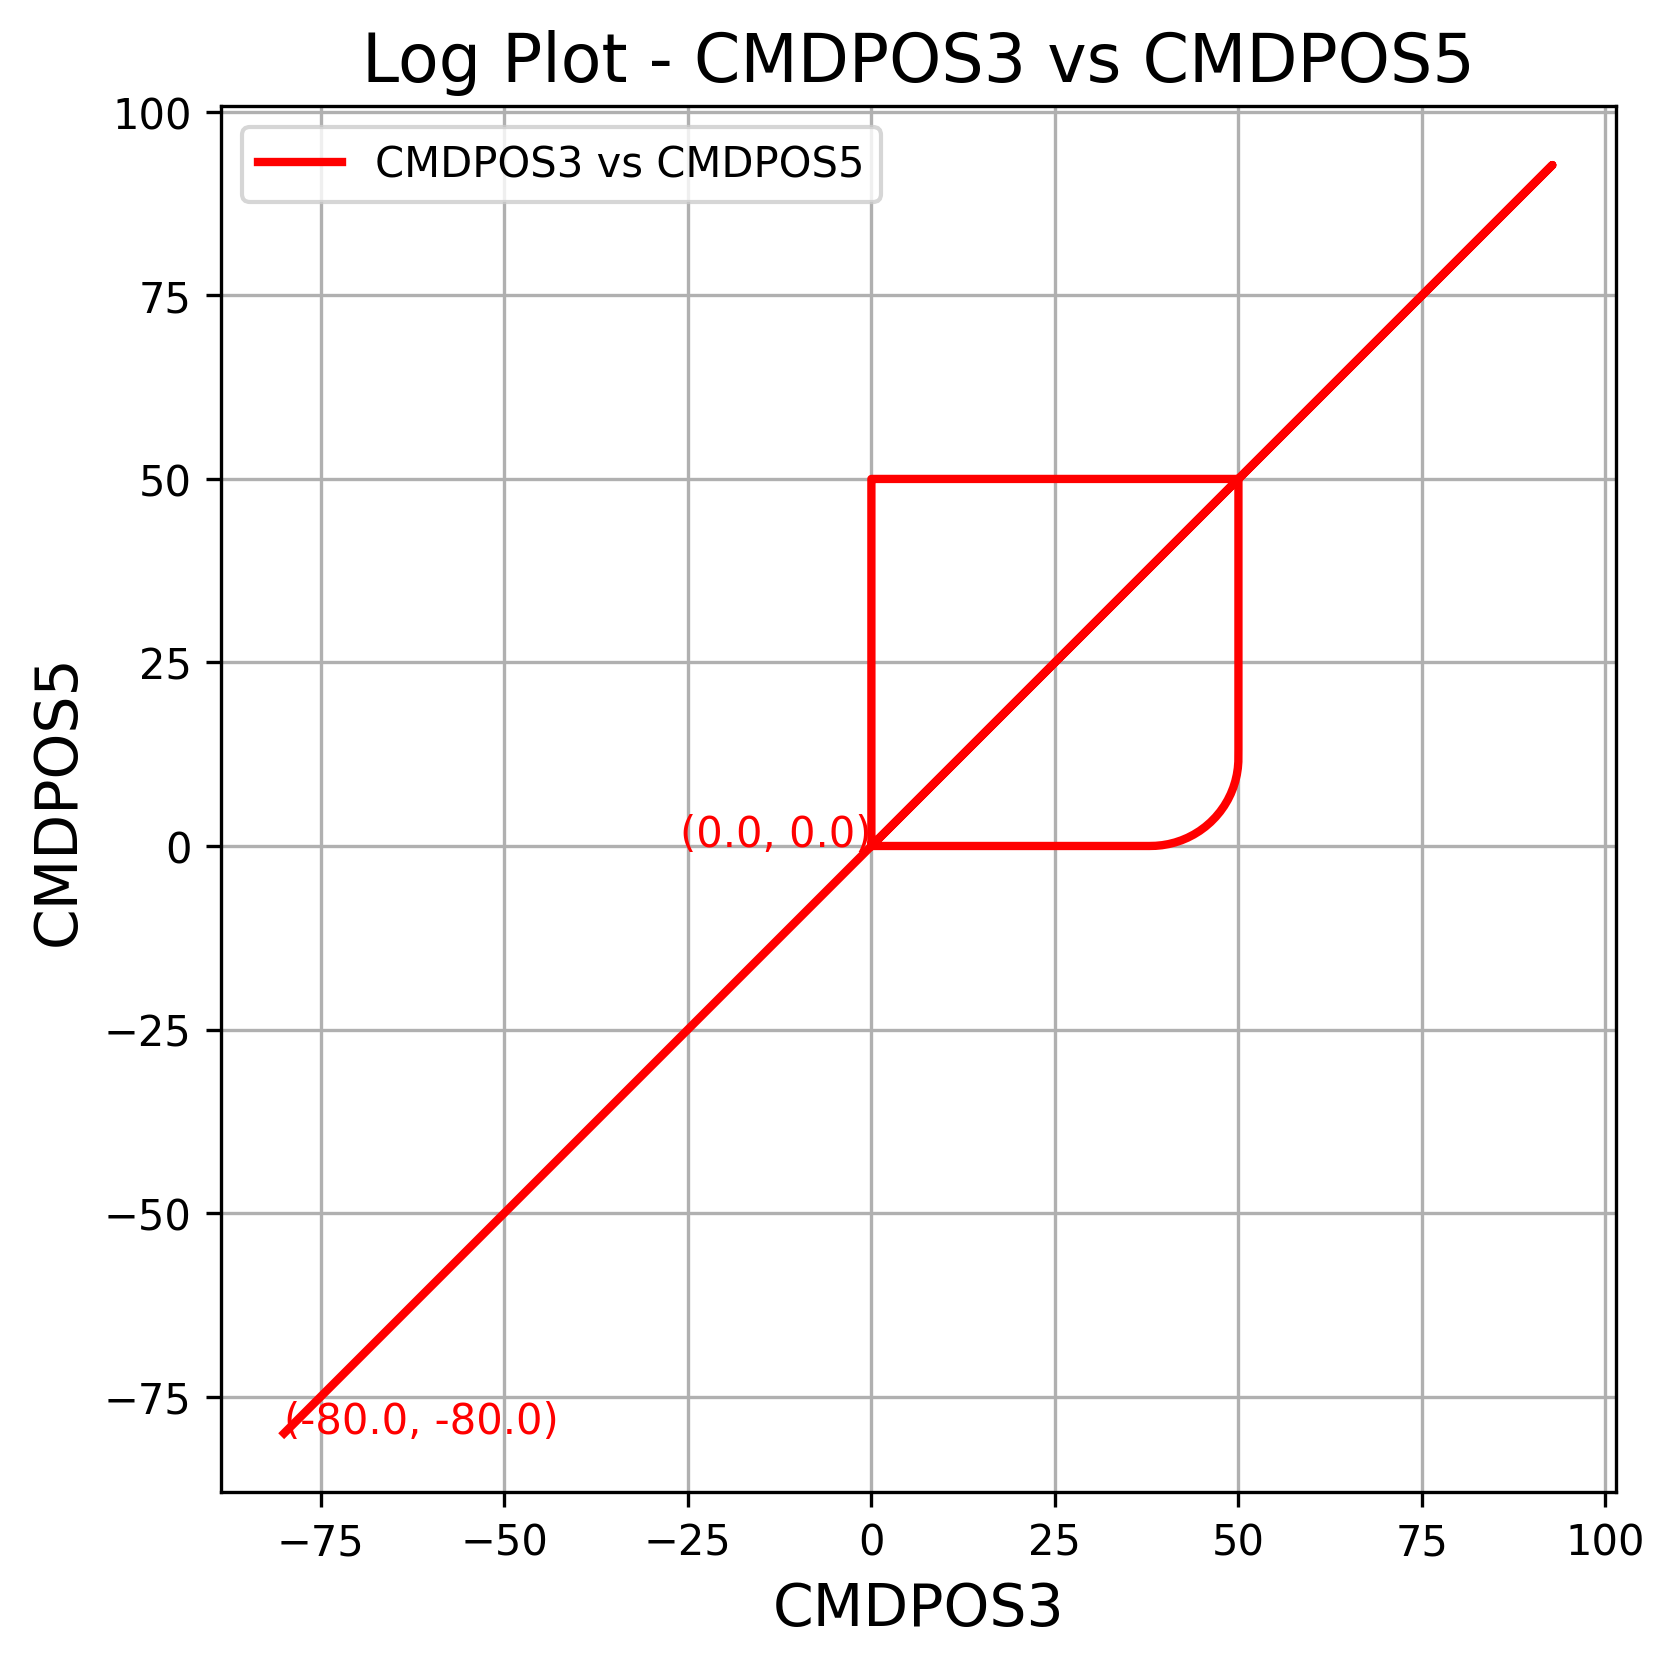 Log Plot - CMDPOS3 vs CMDPOS5
CMDPOS3 vs CMDPOS5
100
75
50
25
0
−25
−50
−75
CMDPOS5
(0.0, 0.0)
(-80.0, -80.0)
−75 −50 −25 0 25 50 75 100
CMDPOS3